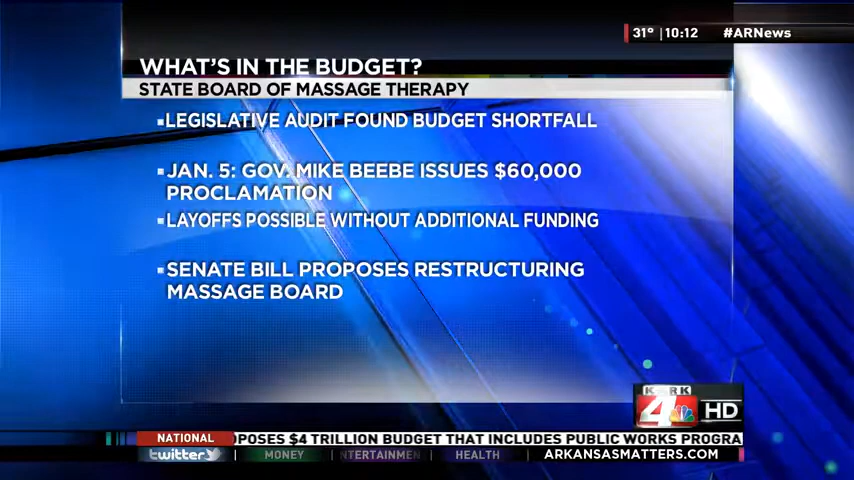 31° | 10:12 #ARNews
WHAT'S IN THE BUDGET?
STATE BOARD OF MASSAGE THERAPY
▪LEGISLATIVE AUDIT FOUND BUDGET SHORTFALL
▪JAN. 5: GOV. MIKE BEEBE ISSUES $60,000
PROCLAMATION
▪LAYOFFS POSSIBLE WITHOUT ADDITIONAL FUNDING
▪SENATE BILL PROPOSES RESTRUCTURING
MASSAGE BOARD
KARK
4 HD
NATIONAL POSES $4 TRILLION BUDGET THAT INCLUDES PUBLIC WORKS PROGRA
twitter | MONEY | ENTERTAINMEN | HEALTH | ARKANSASMATTERS.COM